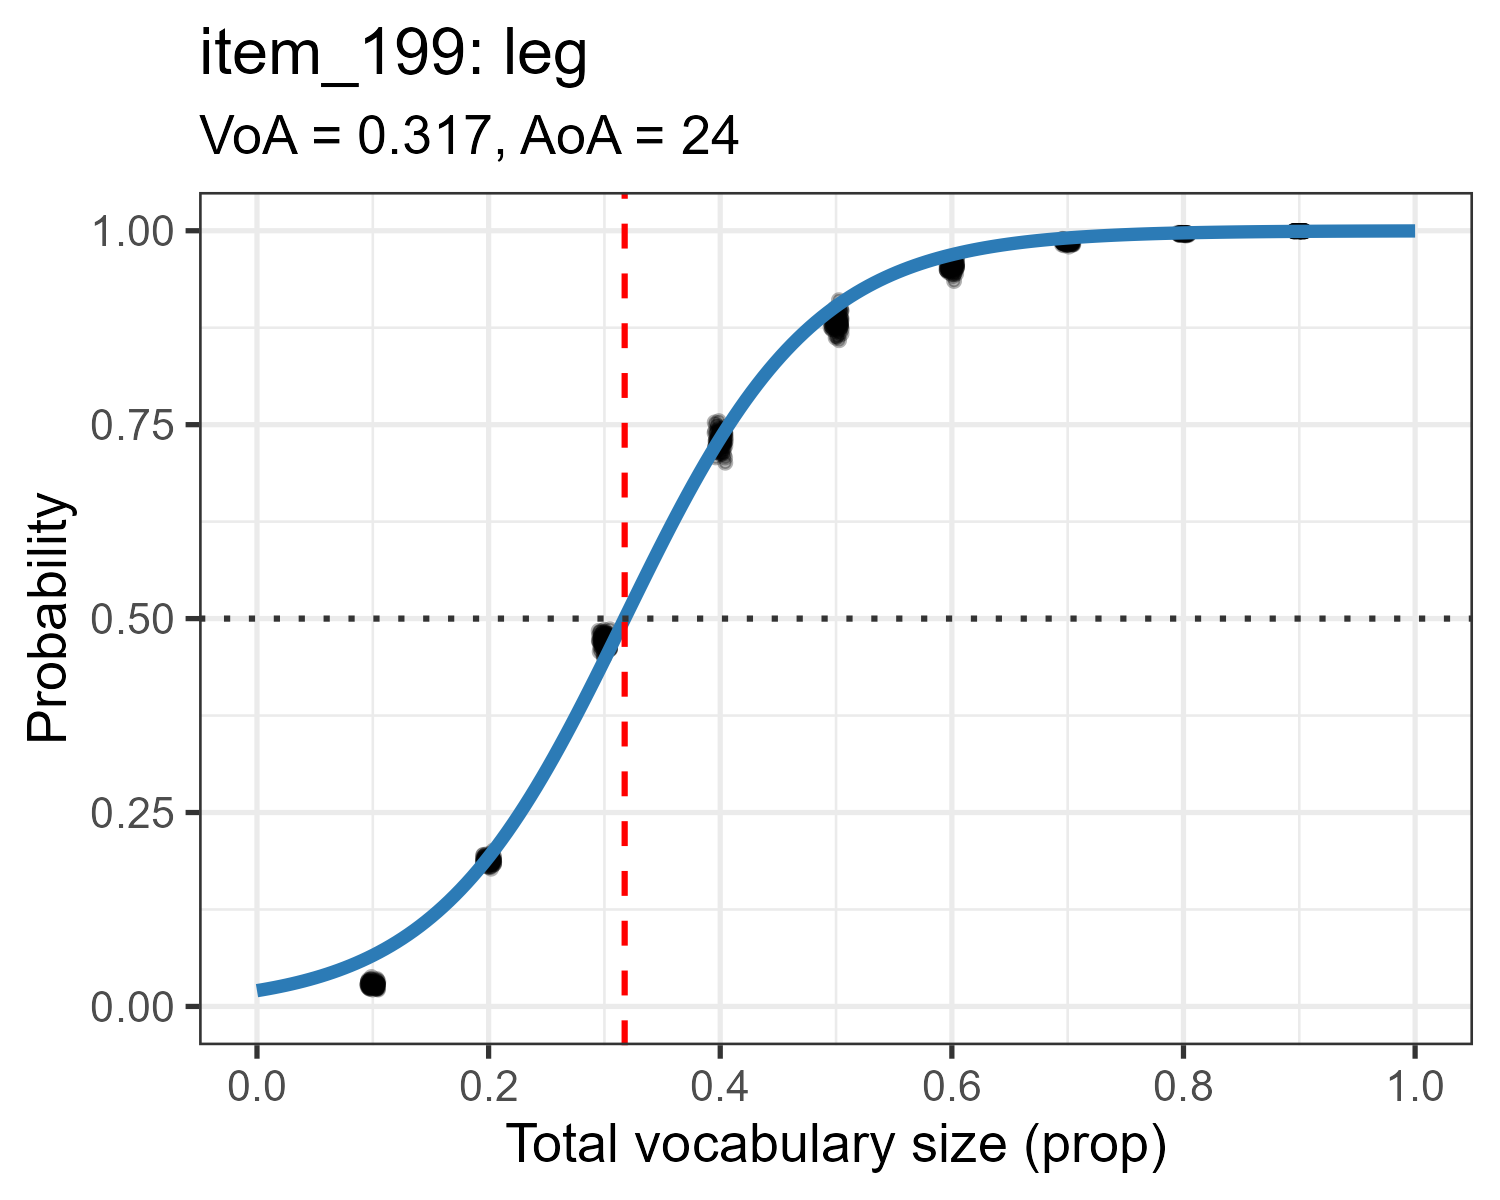 item_199: leg
VoA = 0.317, AoA = 24
Probability
1.00
0.75
0.50
0.25
0.00
0.0 0.2 0.4 0.6 0.8 1.0
Total vocabulary size (prop)